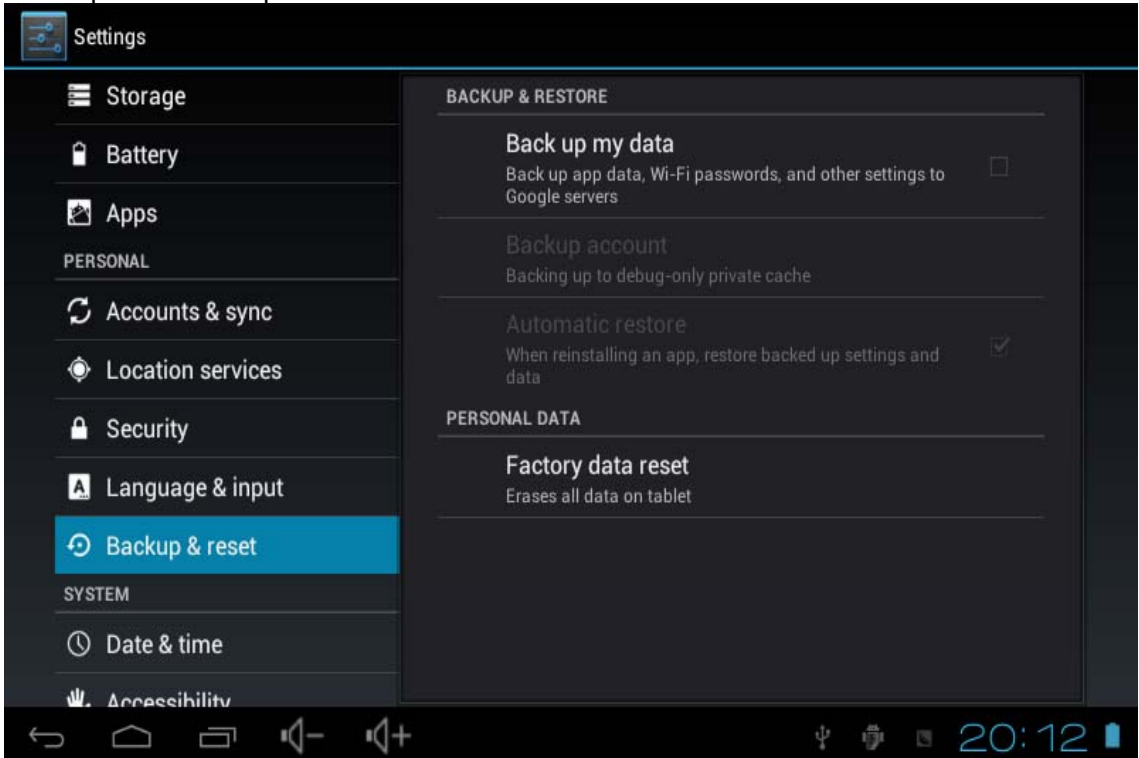 Settings
Storage
Battery
Apps
PERSONAL
Accounts & sync
Location services
Security
Language & input
Backup & reset
SYSTEM
Date & time
Accessibility
BACKUP & RESTORE
Back up my data
Back up app data, Wi-Fi passwords, and other settings to
Google servers
Backup account
Backing up to debug-only private cache
Automatic restore
When reinstalling an app, restore backed up settings and
data
PERSONAL DATA
Factory data reset
Erases all data on tablet
20:12